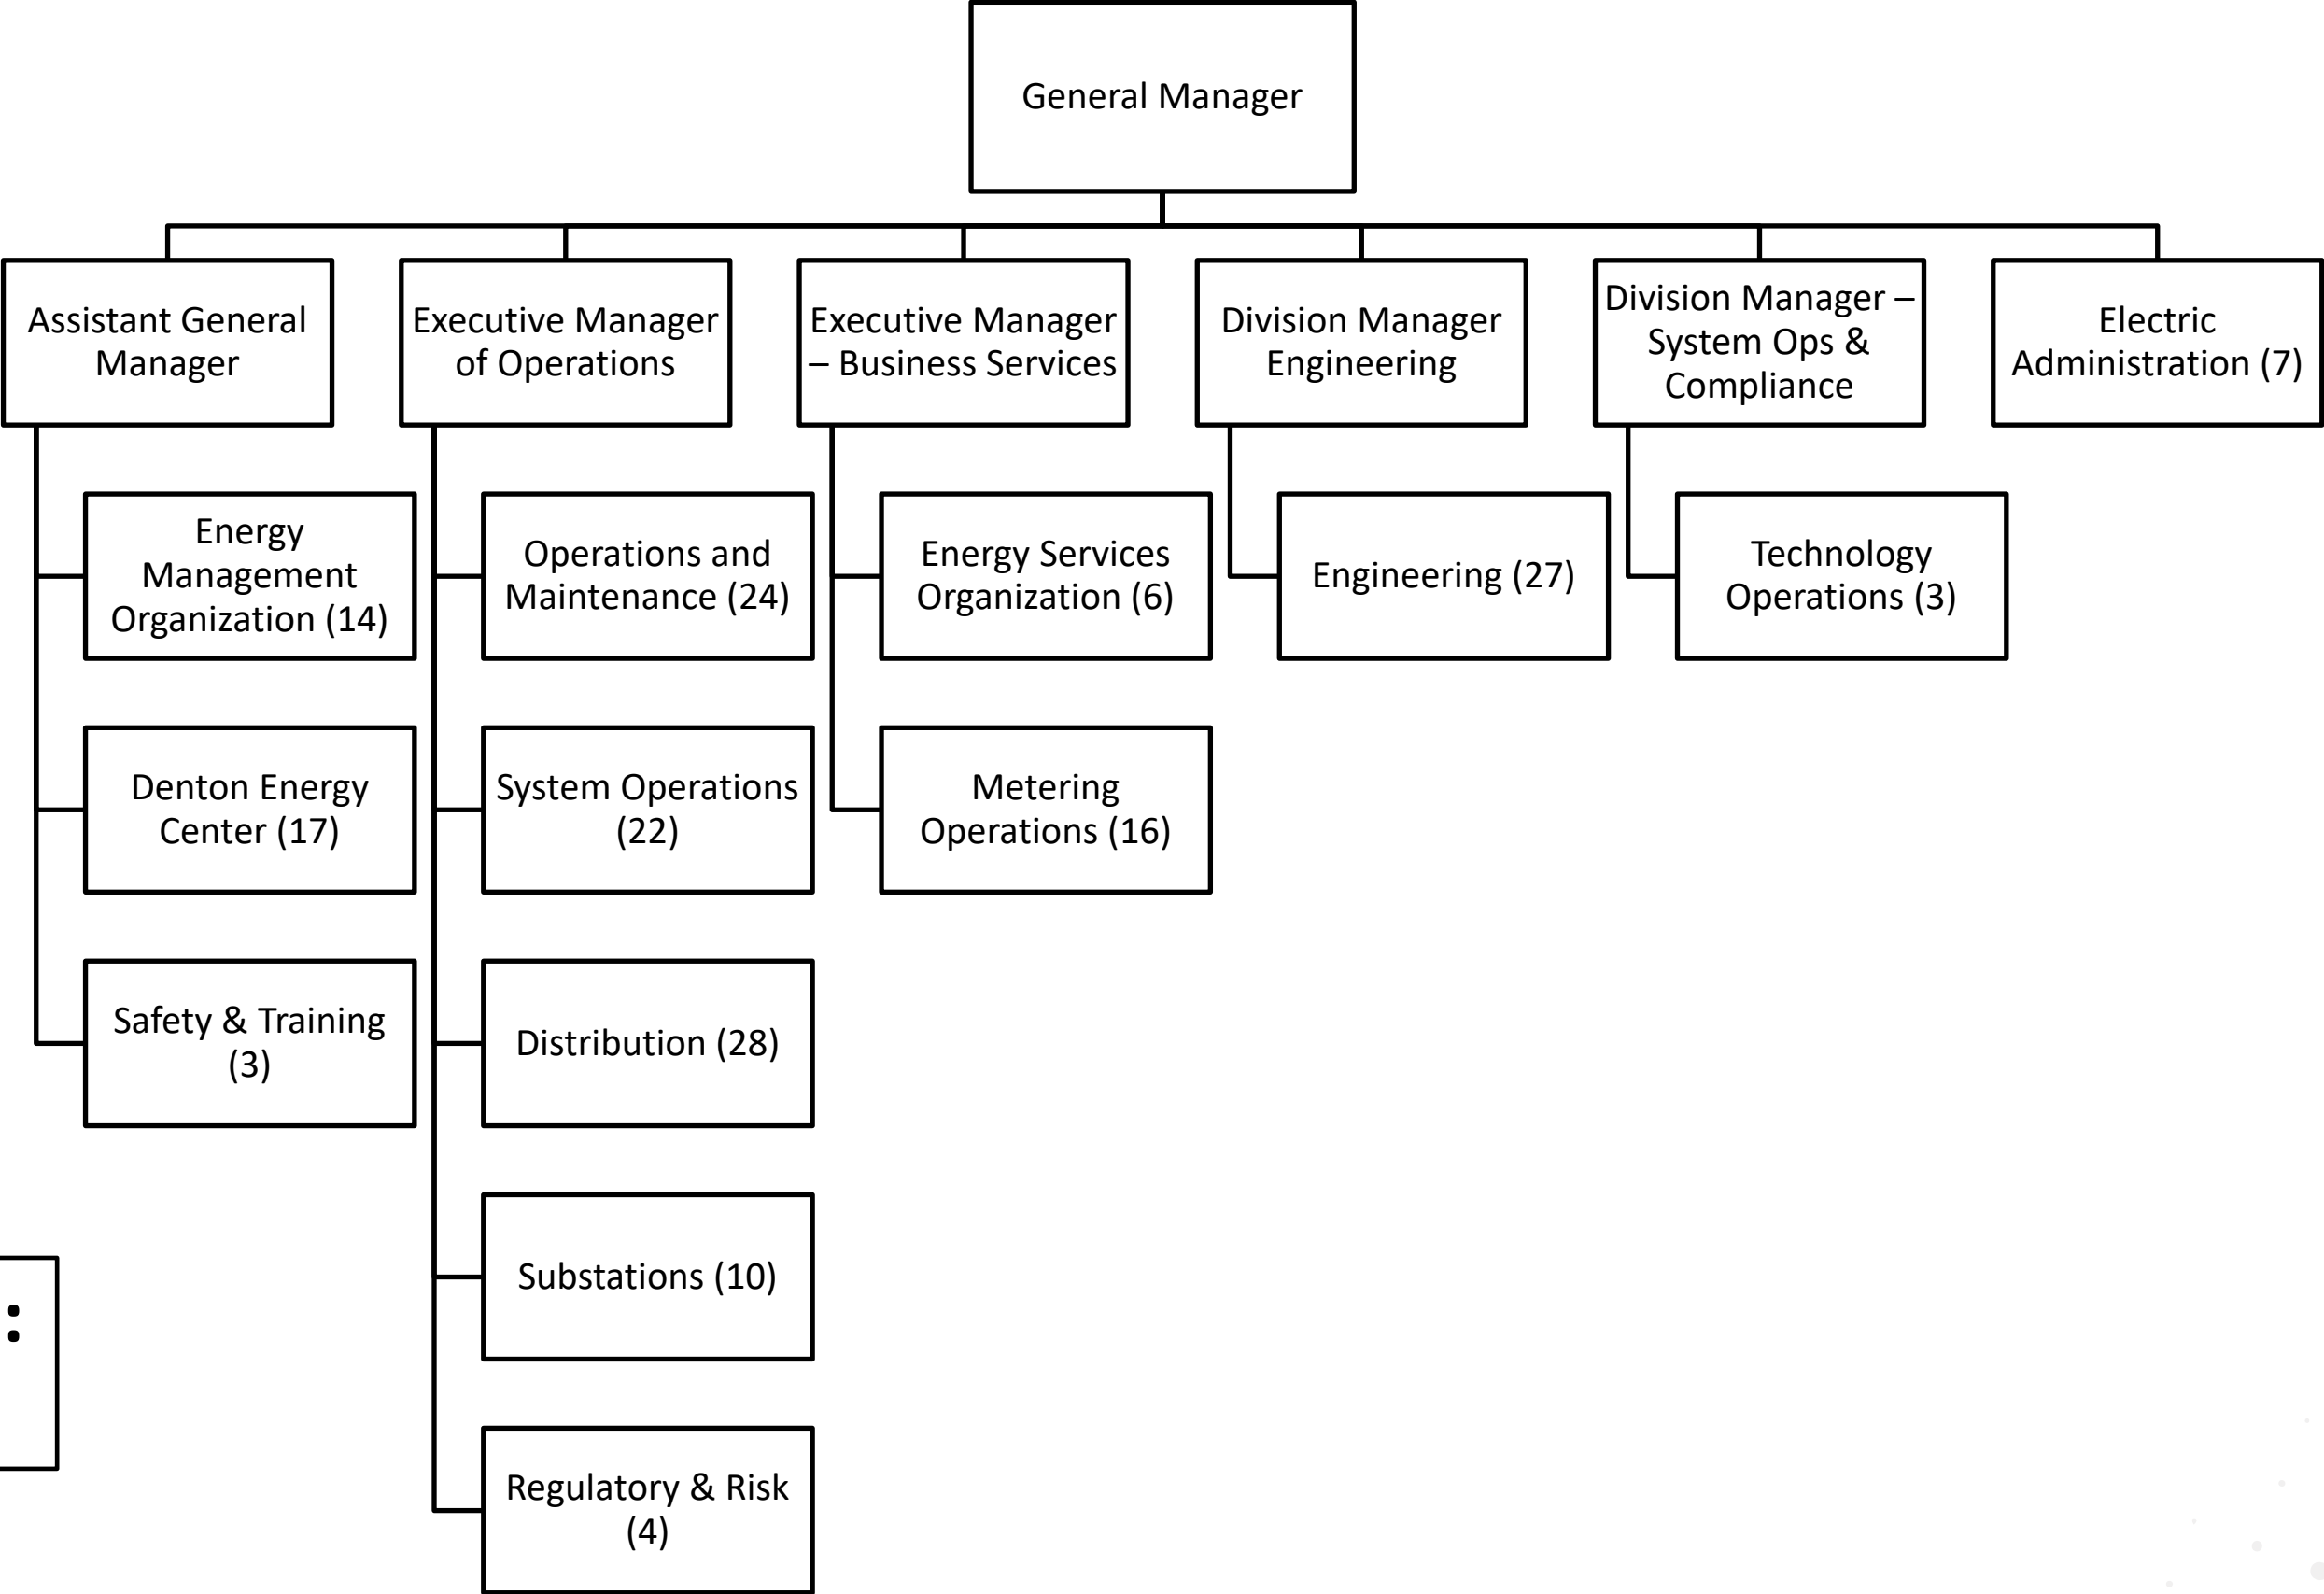 General Manager
Assistant General
Manager
Executive Manager
of Operations
Executive Manager
– Business Services
Division Manager
Engineering
Division Manager –
System Ops &
Compliance
Electric
Administration (7)
Energy
Management
Organization (14)
Operations and
Maintenance (24)
Energy Services
Organization (6)
Engineering (27)
Technology
Operations (3)
Denton Energy
Center (17)
System Operations
(22)
Metering
Operations (16)
Safety & Training
(3)
Distribution (28)
Substations (10)
:
Regulatory & Risk
(4)